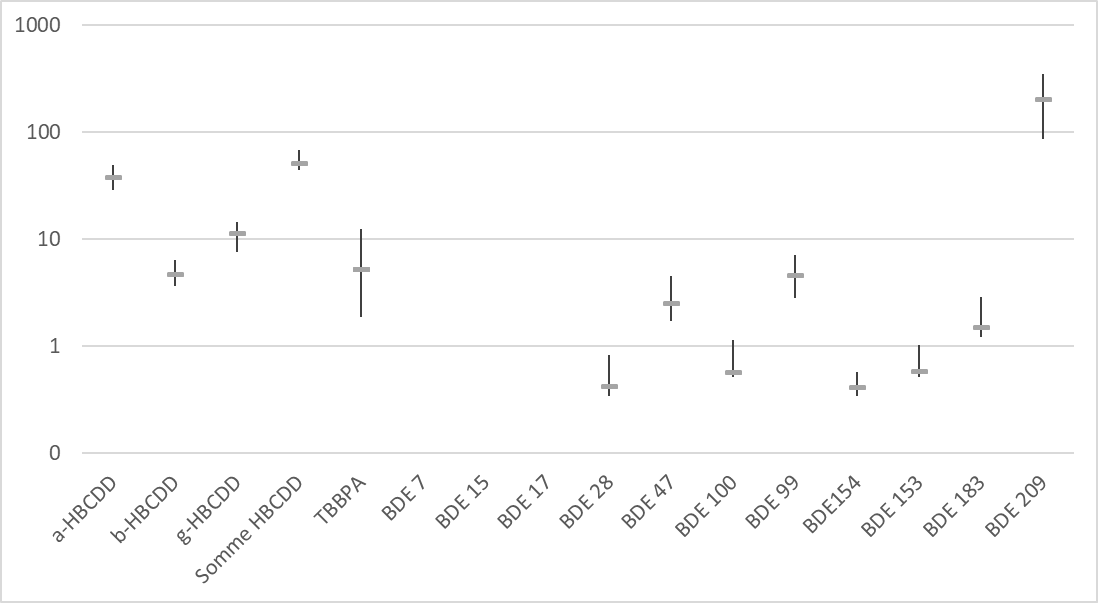 1000
100
10
1
0
a-HBCDD
b-HBCDD
g-HBCDD
Somme HBCDD
TBBPA
BDE 7
BDE 15
BDE 17
BDE 28
BDE 47
BDE 100
BDE 99
BDE154
BDE 153
BDE 183
BDE 209